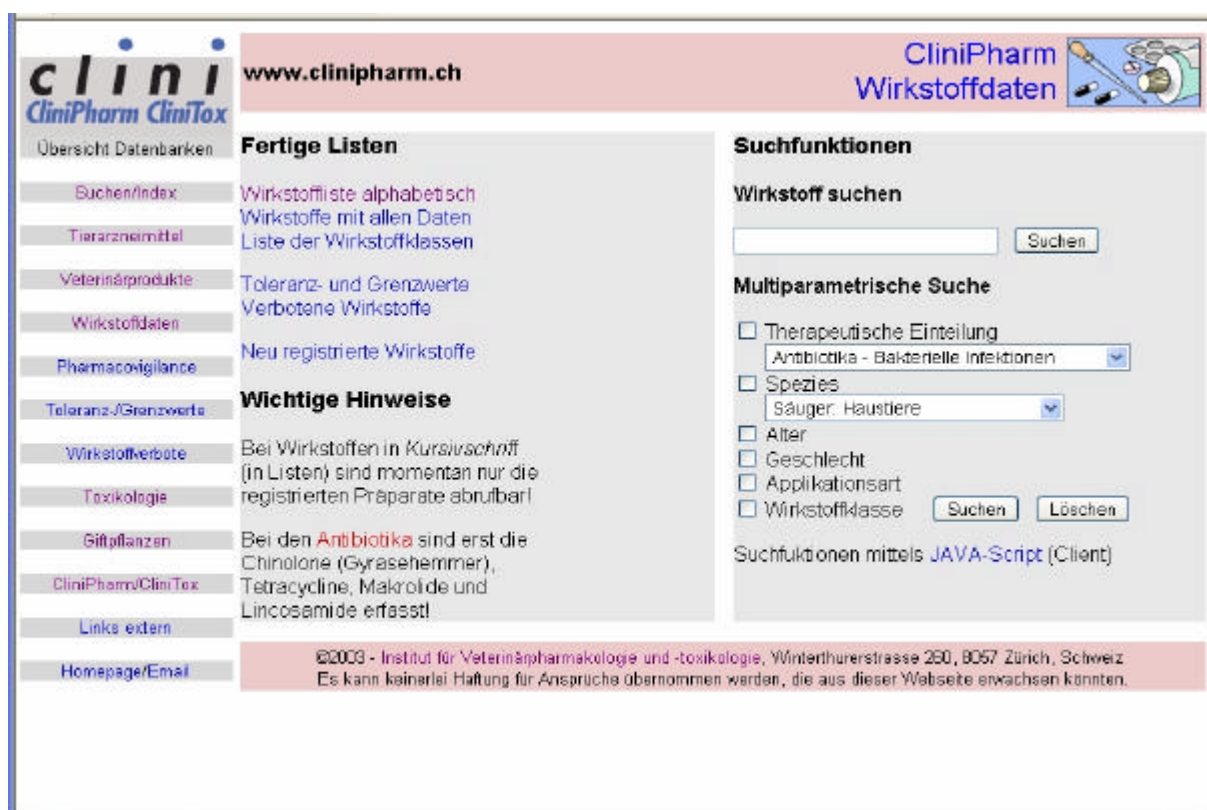 clini
CliniPharm CliniTox
Übersicht Datenbanken
Suchen/Index
Tierarzneimittel
Veterinärprodukte
Wirkstoffdaten
Pharmacovigilance
Toleranz-/Grenzwerte
Wirkstoffverbote
Toxikologie
Giftpflanzen
CliniPharm/CliniTox
Links extern
Homepage/Email
www.clinipharm.ch
CliniPharm
Wirkstoffdaten
Fertige Listen
Wirkstoffliste alphabetisch
Wirkstoffe mit allen Daten
Liste der Wirkstoffklassen
Toleranz- und Grenzwerte
Verbotene Wirkstoffe
Neu registrierte Wirkstoffe
Wichtige Hinweise
Bei Wirkstoffen in Kursivschrift
(in Listen) sind momentan nur die
registrierten Präparate abrufbar!
Bei den Antibiotika sind erst die
Chinolone (Gyrasehemmer),
Tetracycline, Makrolide und
Lincosamide erfasst!
Suchfunktionen
Wirkstoff suchen
Suchen
Multiparametrische Suche
Therapeutische Einteilung
Antibiotika - Bakterielle Infektionen
Spezies
Säuger: Haustiere
Alter
Geschlecht
Applikationsart
Wirkstoffklasse Suchen Löschen
Suchfuktionen mittels JAVA-Script (Client)
©2003 - Institut für Veterinärpharmakologie und -toxikologie, Winterthurerstrasse 260, 8057 Zürich, Schweiz
Es kann keinerlei Haftung für Ansprüche übernommen werden, die aus dieser Webseite erwachsen könnten.